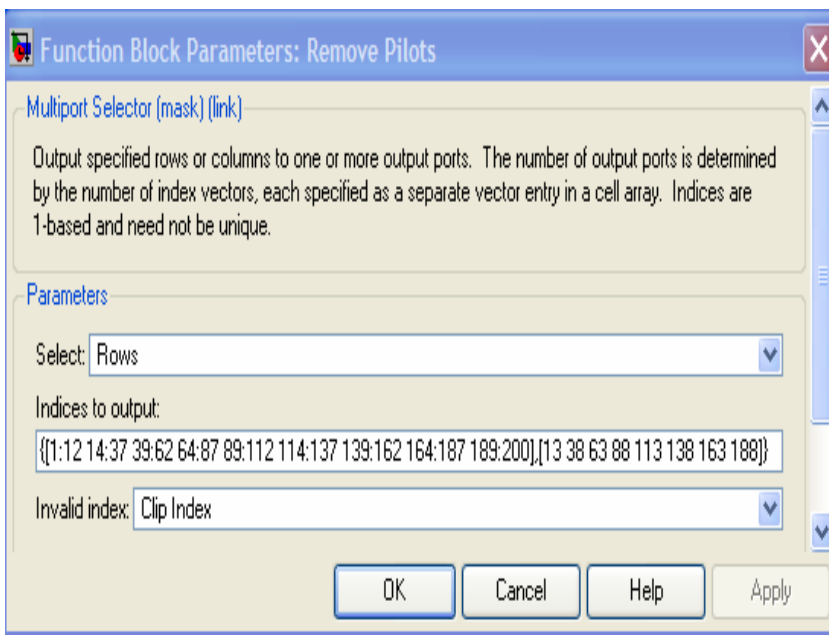 Function Block Parameters: Remove Pilots
Multiport Selector (mask) (link)
Output specified rows or columns to one or more output ports. The number of output ports is determined
by the number of index vectors, each specified as a separate vector entry in a cell array. Indices are
1-based and need not be unique.
Parameters
Select: Rows
Indices to output:
{[1:12 14:37 39:62 64:87 89:112 114:137 139:162 164:187 189:200],[13 38 63 88 113 138 163 188]}
Invalid index: Clip Index
OK Cancel Help Apply